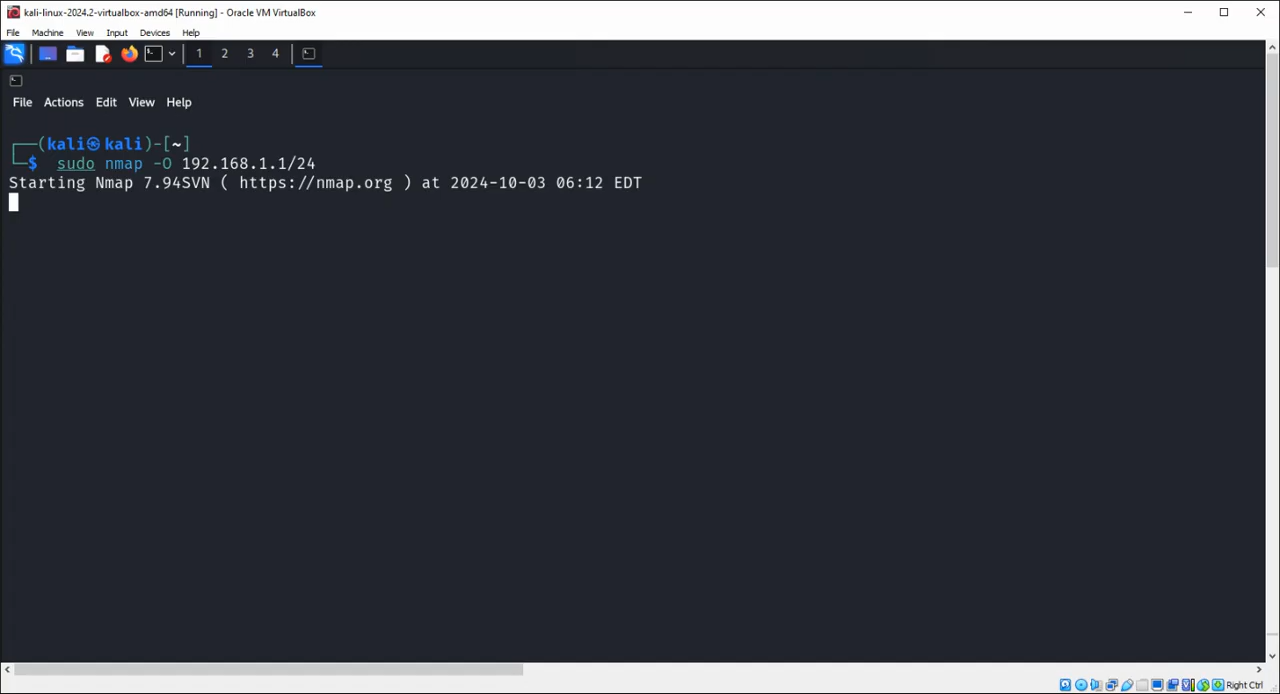 kali-linux-2024.2-virtualbox-amd64 [Running] - Oracle VM VirtualBox
File Machine View Input Devices Help
1 2 3 4
File Actions Edit View Help
┌──(kali㉿kali)-[~]
└─$ sudo nmap -O 192.168.1.1/24
Starting Nmap 7.94SVN ( https://nmap.org ) at 2024-10-03 06:12 EDT
Right Ctrl